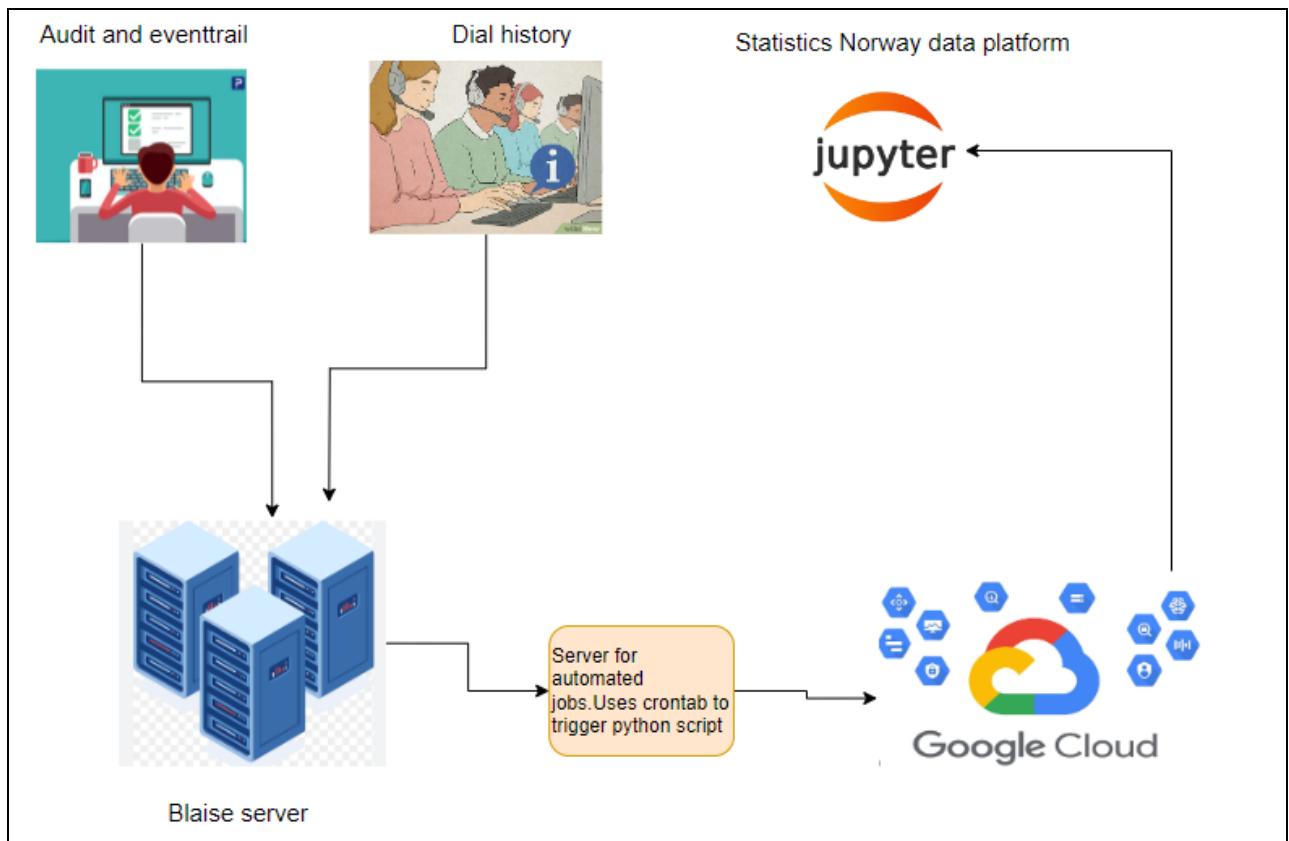 Audit and eventtrail
Dial history
Statistics Norway data platform
jupyter
Server for
automated
jobs.Uses crontab to
trigger python script
Google Cloud
Blaise server